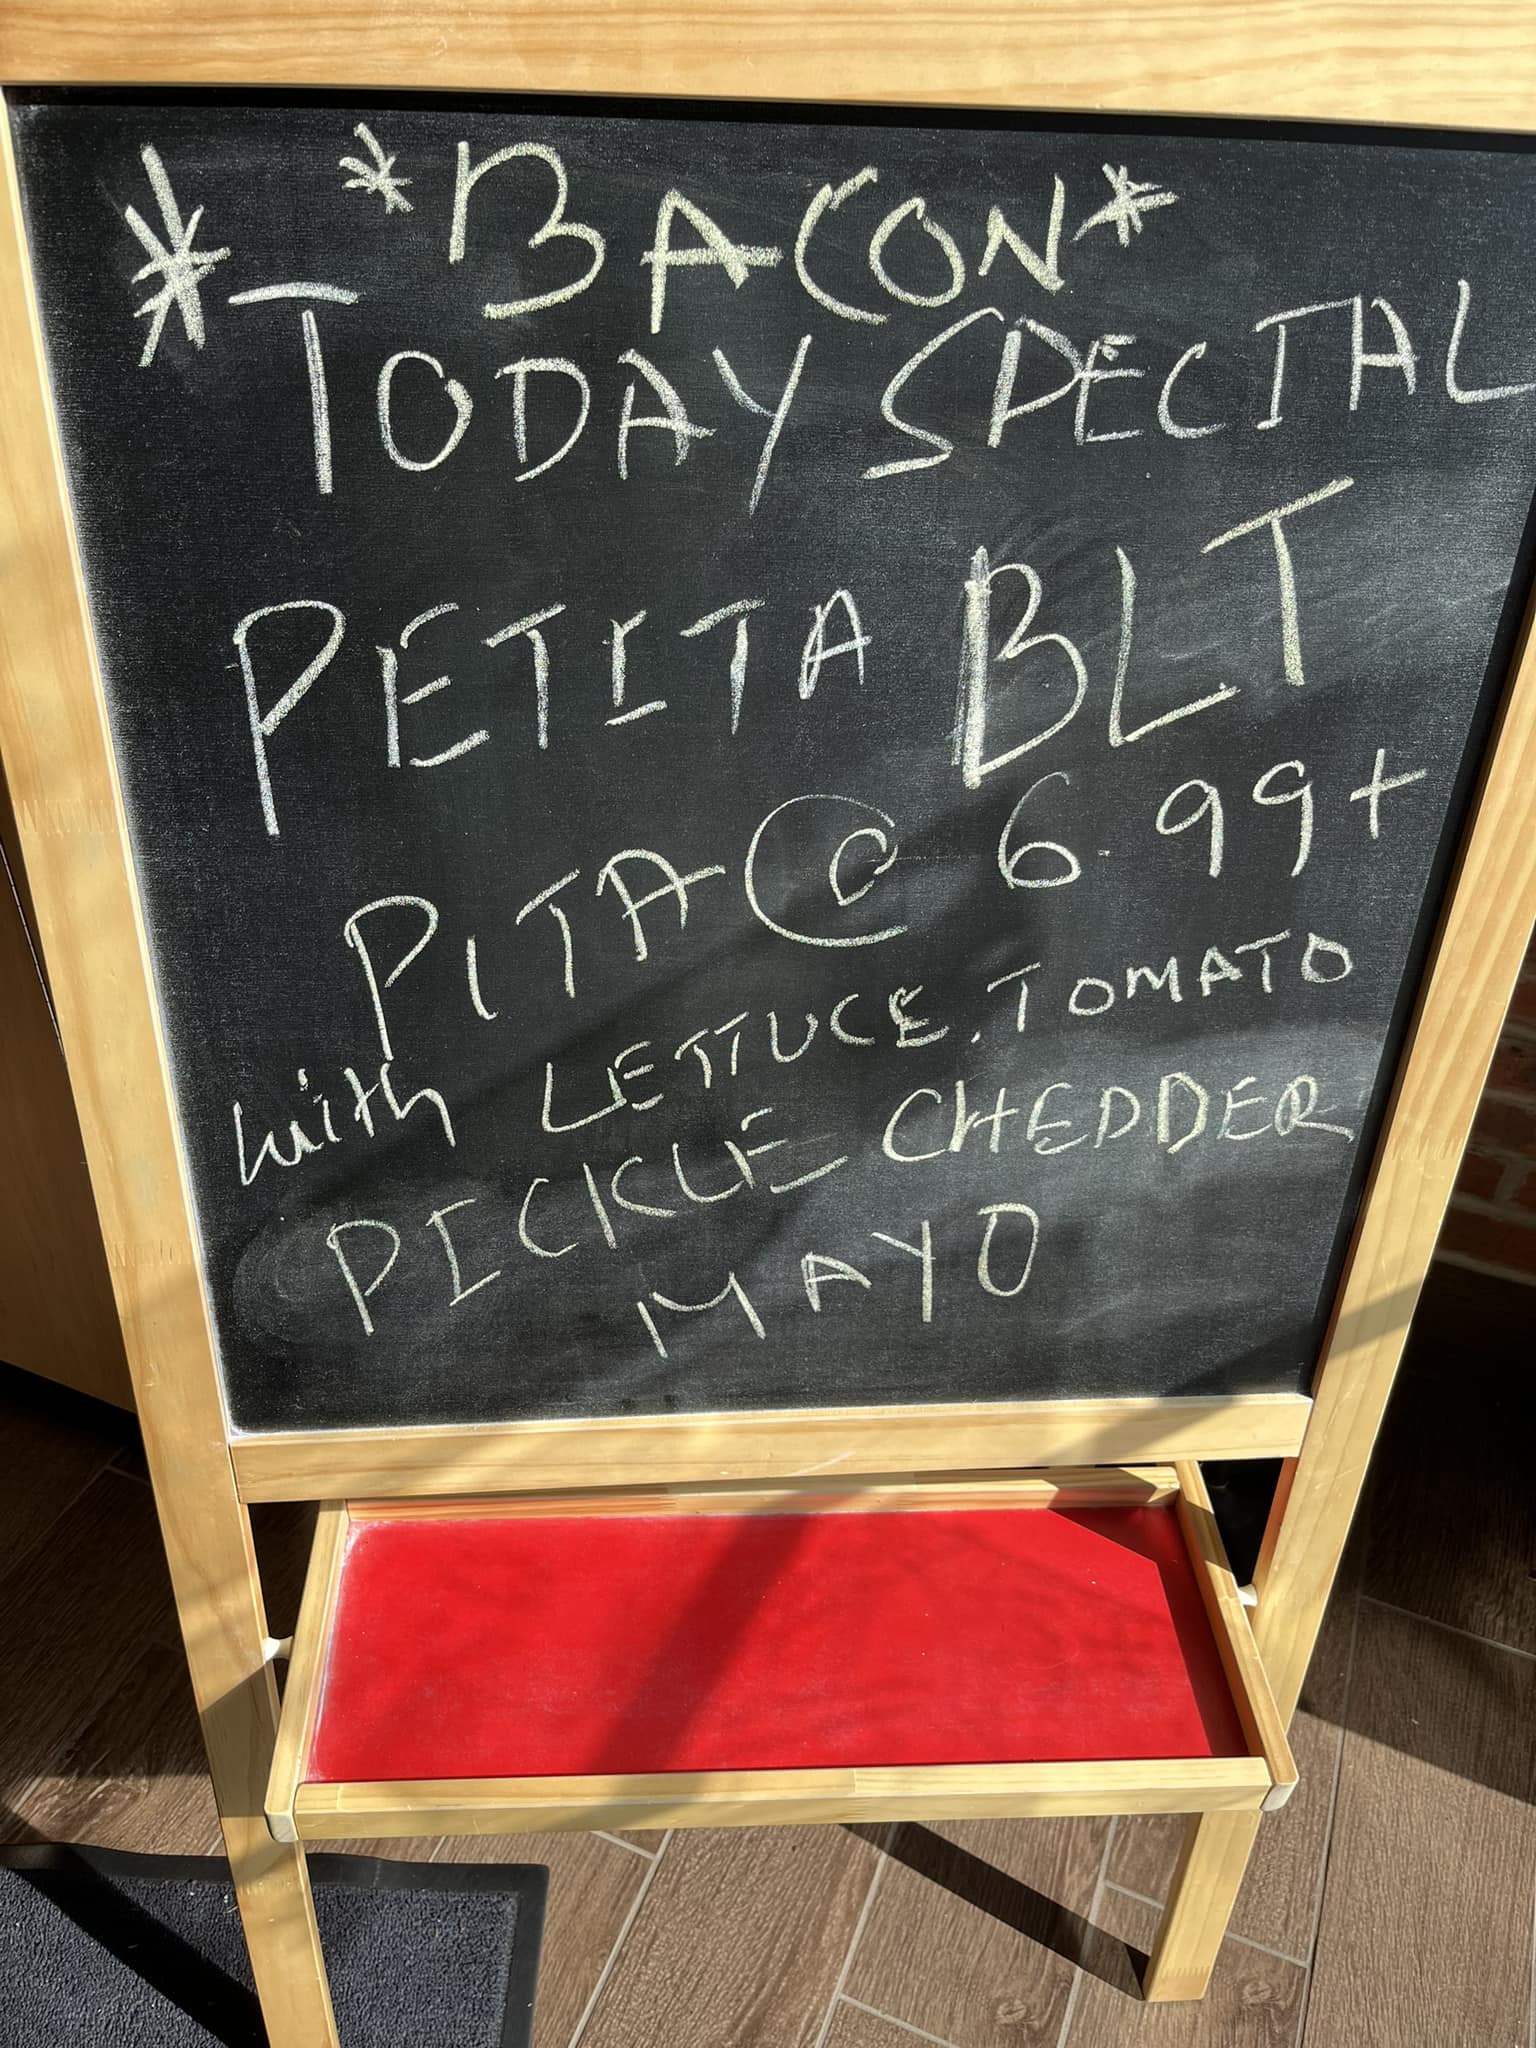 *BACON*
* TODAY SPECIAL
PETITA BLT
PITA @ 6.99+
with LETTUCE, TOMATO
PICKLE CHEDDER
MAYO